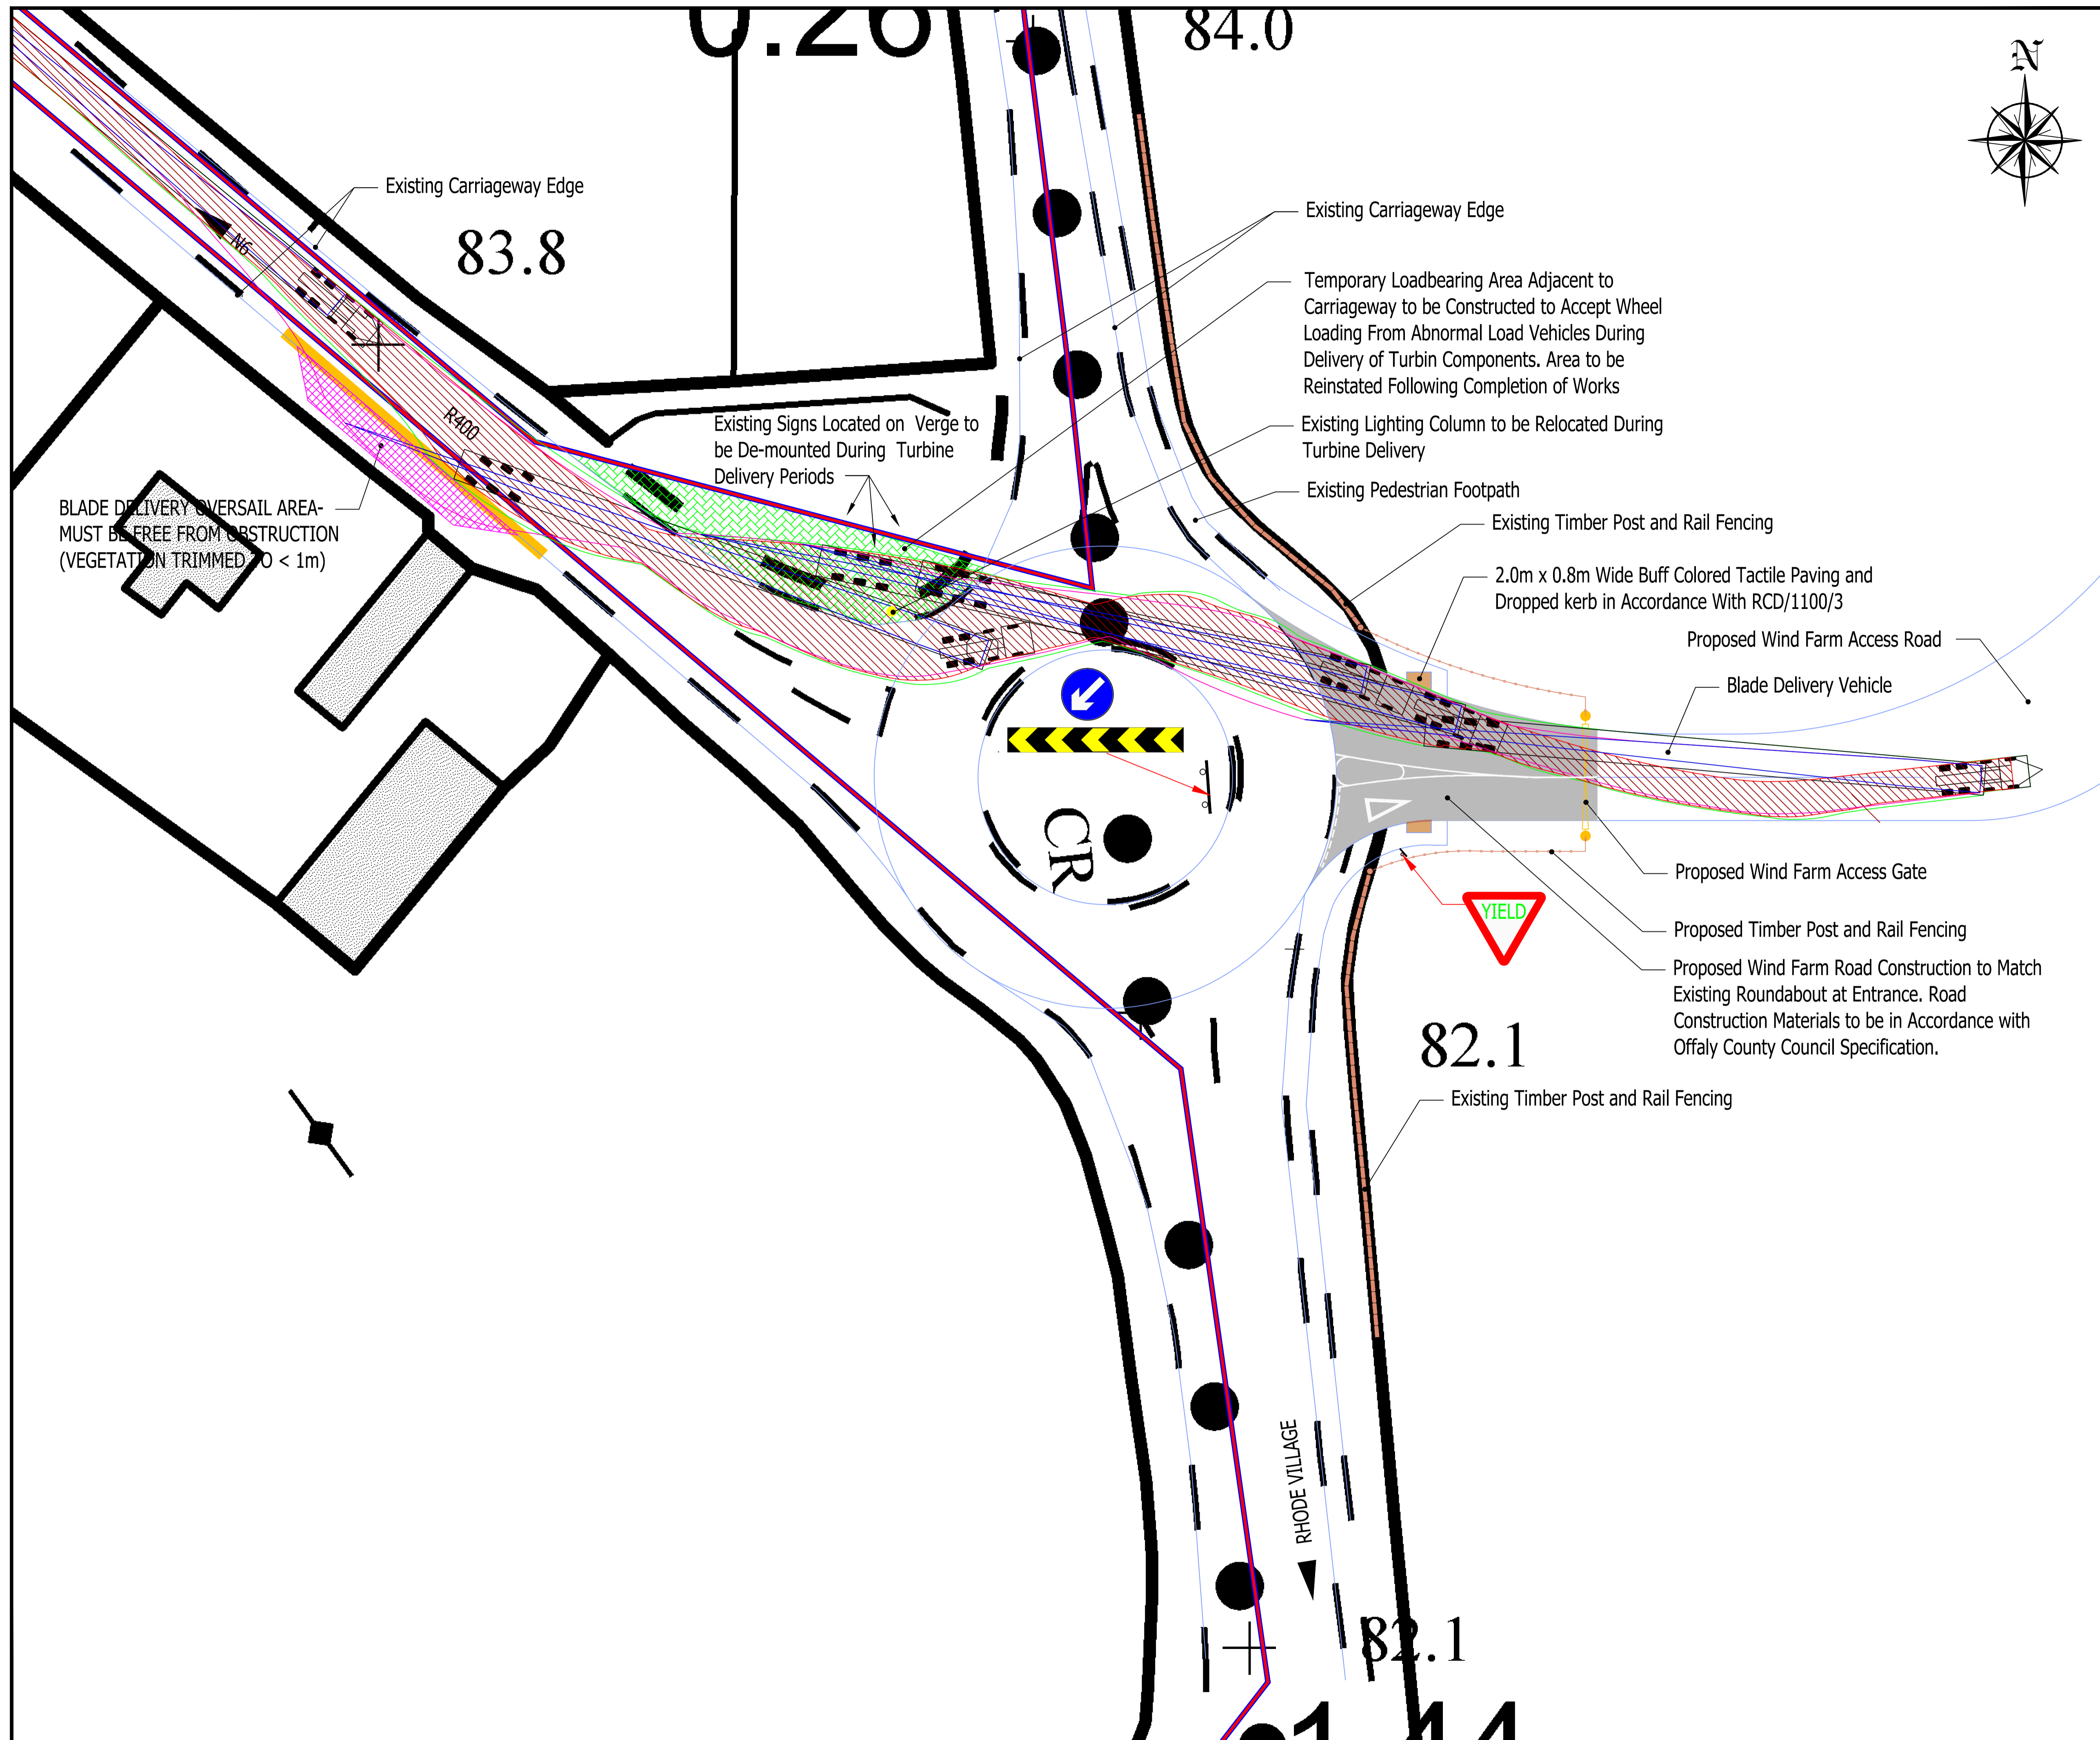 0.26
84.0
N
Existing Carriageway Edge
83.8
N6
R400
Existing Carriageway Edge
Temporary Loadbearing Area Adjacent to
Carriageway to be Constructed to Accept Wheel
Loading From Abnormal Load Vehicles During
Delivery of Turbin Components. Area to be
Reinstated Following Completion of Works
Existing Signs Located on Verge to
be De-mounted During Turbine
Delivery Periods
Existing Lighting Column to be Relocated During
Turbine Delivery
Existing Pedestrian Footpath
BLADE DELIVERY OVERSAIL AREA-
MUST BE FREE FROM OBSTRUCTION
(VEGETATION TRIMMED TO < 1m)
Existing Timber Post and Rail Fencing
2.0m x 0.8m Wide Buff Colored Tactile Paving and
Dropped kerb in Accordance With RCD/1100/3
Proposed Wind Farm Access Road
Blade Delivery Vehicle
CR
Proposed Wind Farm Access Gate
YIELD
Proposed Timber Post and Rail Fencing
Proposed Wind Farm Road Construction to Match
Existing Roundabout at Entrance. Road
Construction Materials to be in Accordance with
Offaly County Council Specification.
82.1
Existing Timber Post and Rail Fencing
RHODE VILLAGE
82.1
1.44